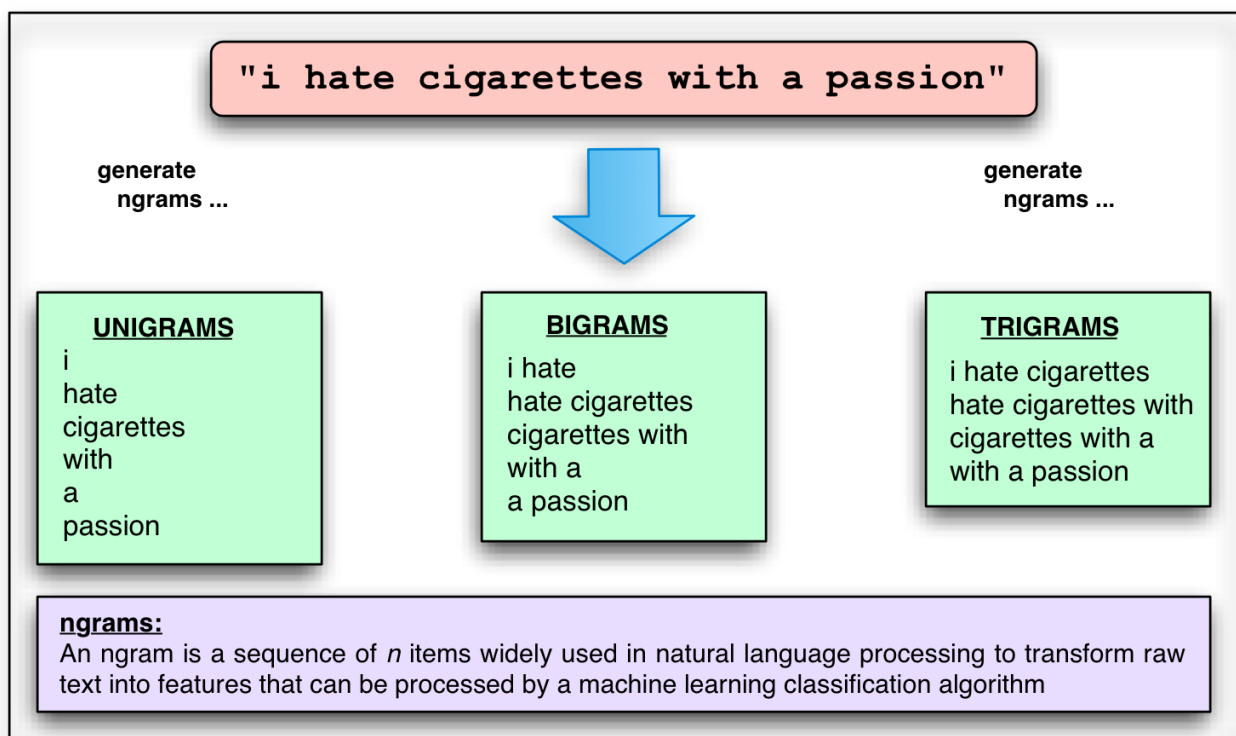 "i hate cigarettes with a passion"
generate
ngrams ...
generate
ngrams ...
UNIGRAMS
i
hate
cigarettes
with
a
passion
BIGRAMS
i hate
hate cigarettes
cigarettes with
with a
a passion
TRIGRAMS
i hate cigarettes
hate cigarettes with
cigarettes with a
with a passion
ngrams:
An ngram is a sequence of n items widely used in natural language processing to transform raw
text into features that can be processed by a machine learning classification algorithm